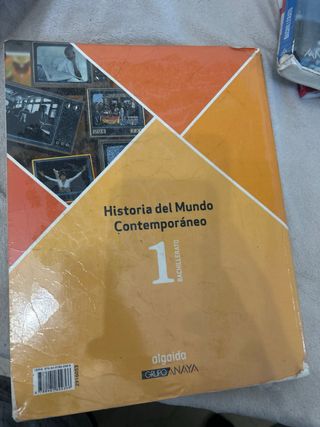 Historia del Mundo
Contemporáneo
1
BACHILLERATO
algaida
GRUPO ANAYA